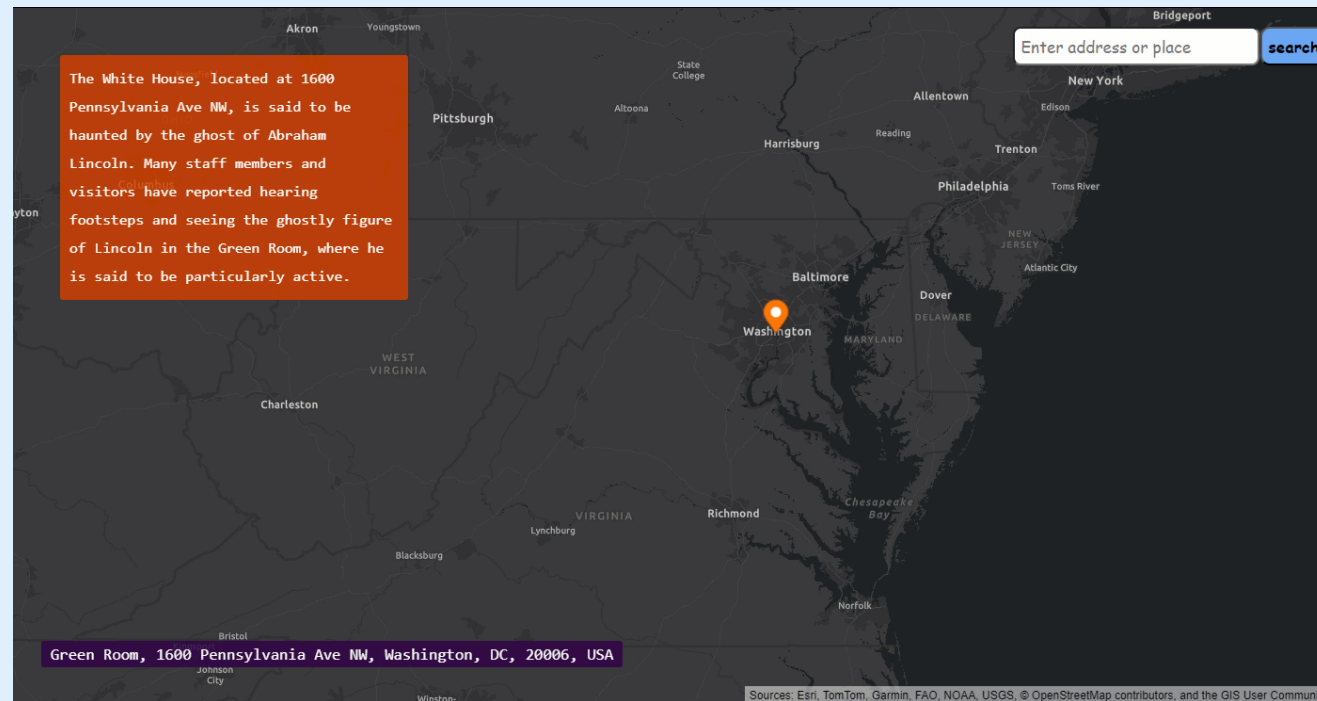 Bridgeport
Akron
Youngstown
Enter address or place
search
The White House, located at 1600
Pennsylvania Ave NW, is said to be
haunted by the ghost of Abraham
Lincoln. Many staff members and
visitors have reported hearing
footsteps and seeing the ghostly figure
of Lincoln in the Green Room, where he
is said to be particularly active.
State
College
New York
Allentown
Edison
Altoona
Pittsburgh
Reading
Harrisburg
Trenton
Columbus
Philadelphia
Toms River
yton
NEW
JERSEY
Atlantic City
Baltimore
Dover
DELAWARE
Washington
MARYLAND
WEST
VIRGINIA
Charleston
Chesapeake
Bay
Richmond
VIRGINIA
Lynchburg
Blacksburg
Norfolk
Bristol
Green Room, 1600 Pennsylvania Ave NW, Washington, DC, 20006, USA
Johnson
City
Winston-
Sources: Esri, TomTom, Garmin, FAO, NOAA, USGS, © OpenStreetMap contributors, and the GIS User Communi